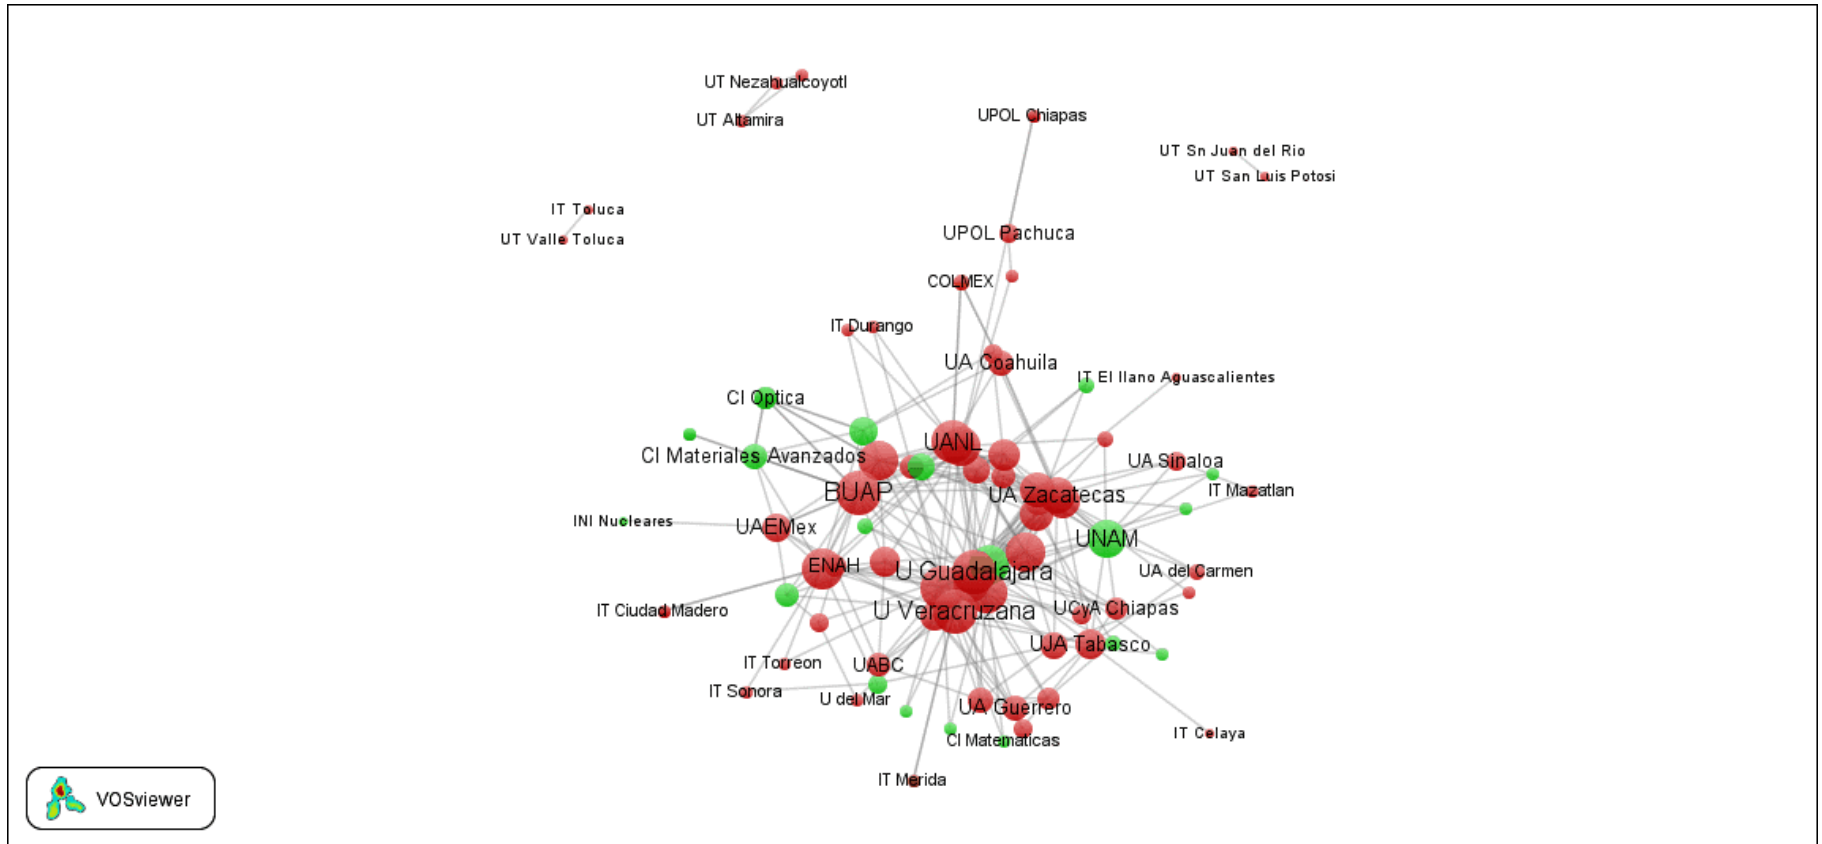 UT Nezahualcoyotl
UT Altamira
UPOL Chiapas
UT Sn Juan del Rio
UT San Luis Potosi
IT Toluca
UT Valle Toluca
UPOL Pachuca
COLMEX
IT Durango
UA Coahuila
IT El llano Aguascalientes
CI Optica
UANL
CI Materiales Avanzados
UA Sinaloa
BUAP
UA Zacatecas
IT Mazatlan
INI Nucleares
UAEMex
UNAM
ENAH
U Guadalajara
UA del Carmen
IT Ciudad Madero
U Veracruzana
UCyA Chiapas
UJA Tabasco
IT Torreon
UABC
IT Sonora
U del Mar
UA Guerrero
IT Celaya
CI Matematicas
IT Merida
VOSviewer